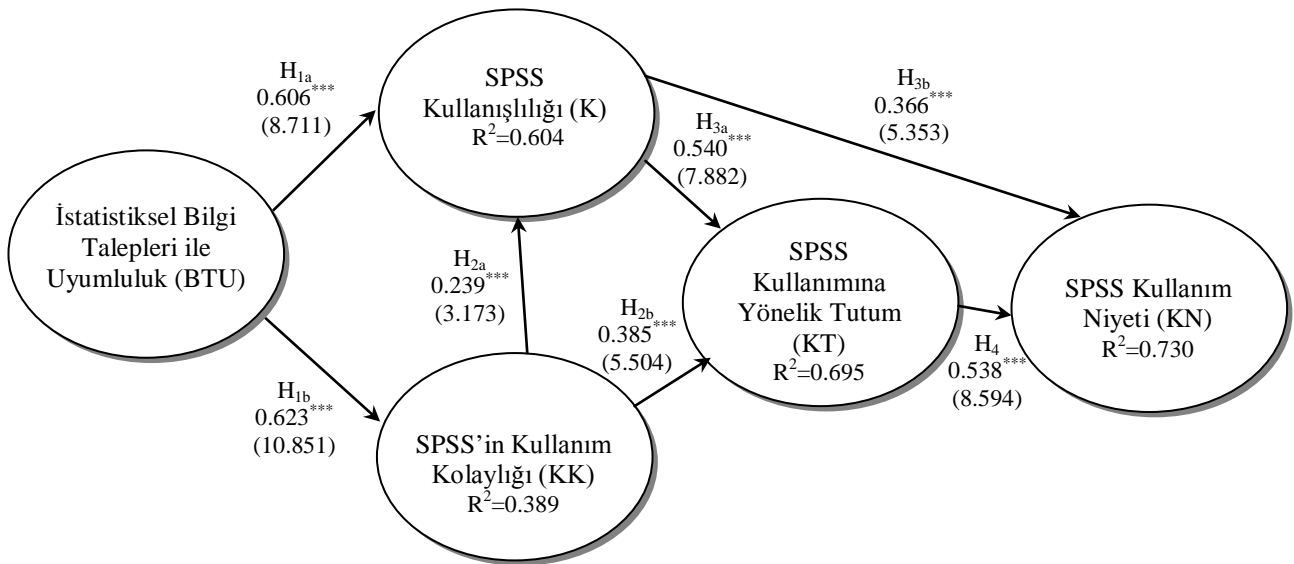 H1a
0.606***
(8.711)
SPSS
Kullanışlılığı (K)
R²=0.604
H3b
0.366***
(5.353)
H3a
0.540***
(7.882)
İstatistiksel Bilgi
Talepleri ile
Uyumluluk (BTU)
H2a
0.239***
(3.173)
SPSS
Kullanımına
Yönelik Tutum
(KT)
R²=0.695
SPSS Kullanım
Niyeti (KN)
R²=0.730
H2b
0.385***
(5.504)
H4
0.538***
(8.594)
H1b
0.623***
(10.851)
SPSS’in Kullanım
Kolaylığı (KK)
R²=0.389